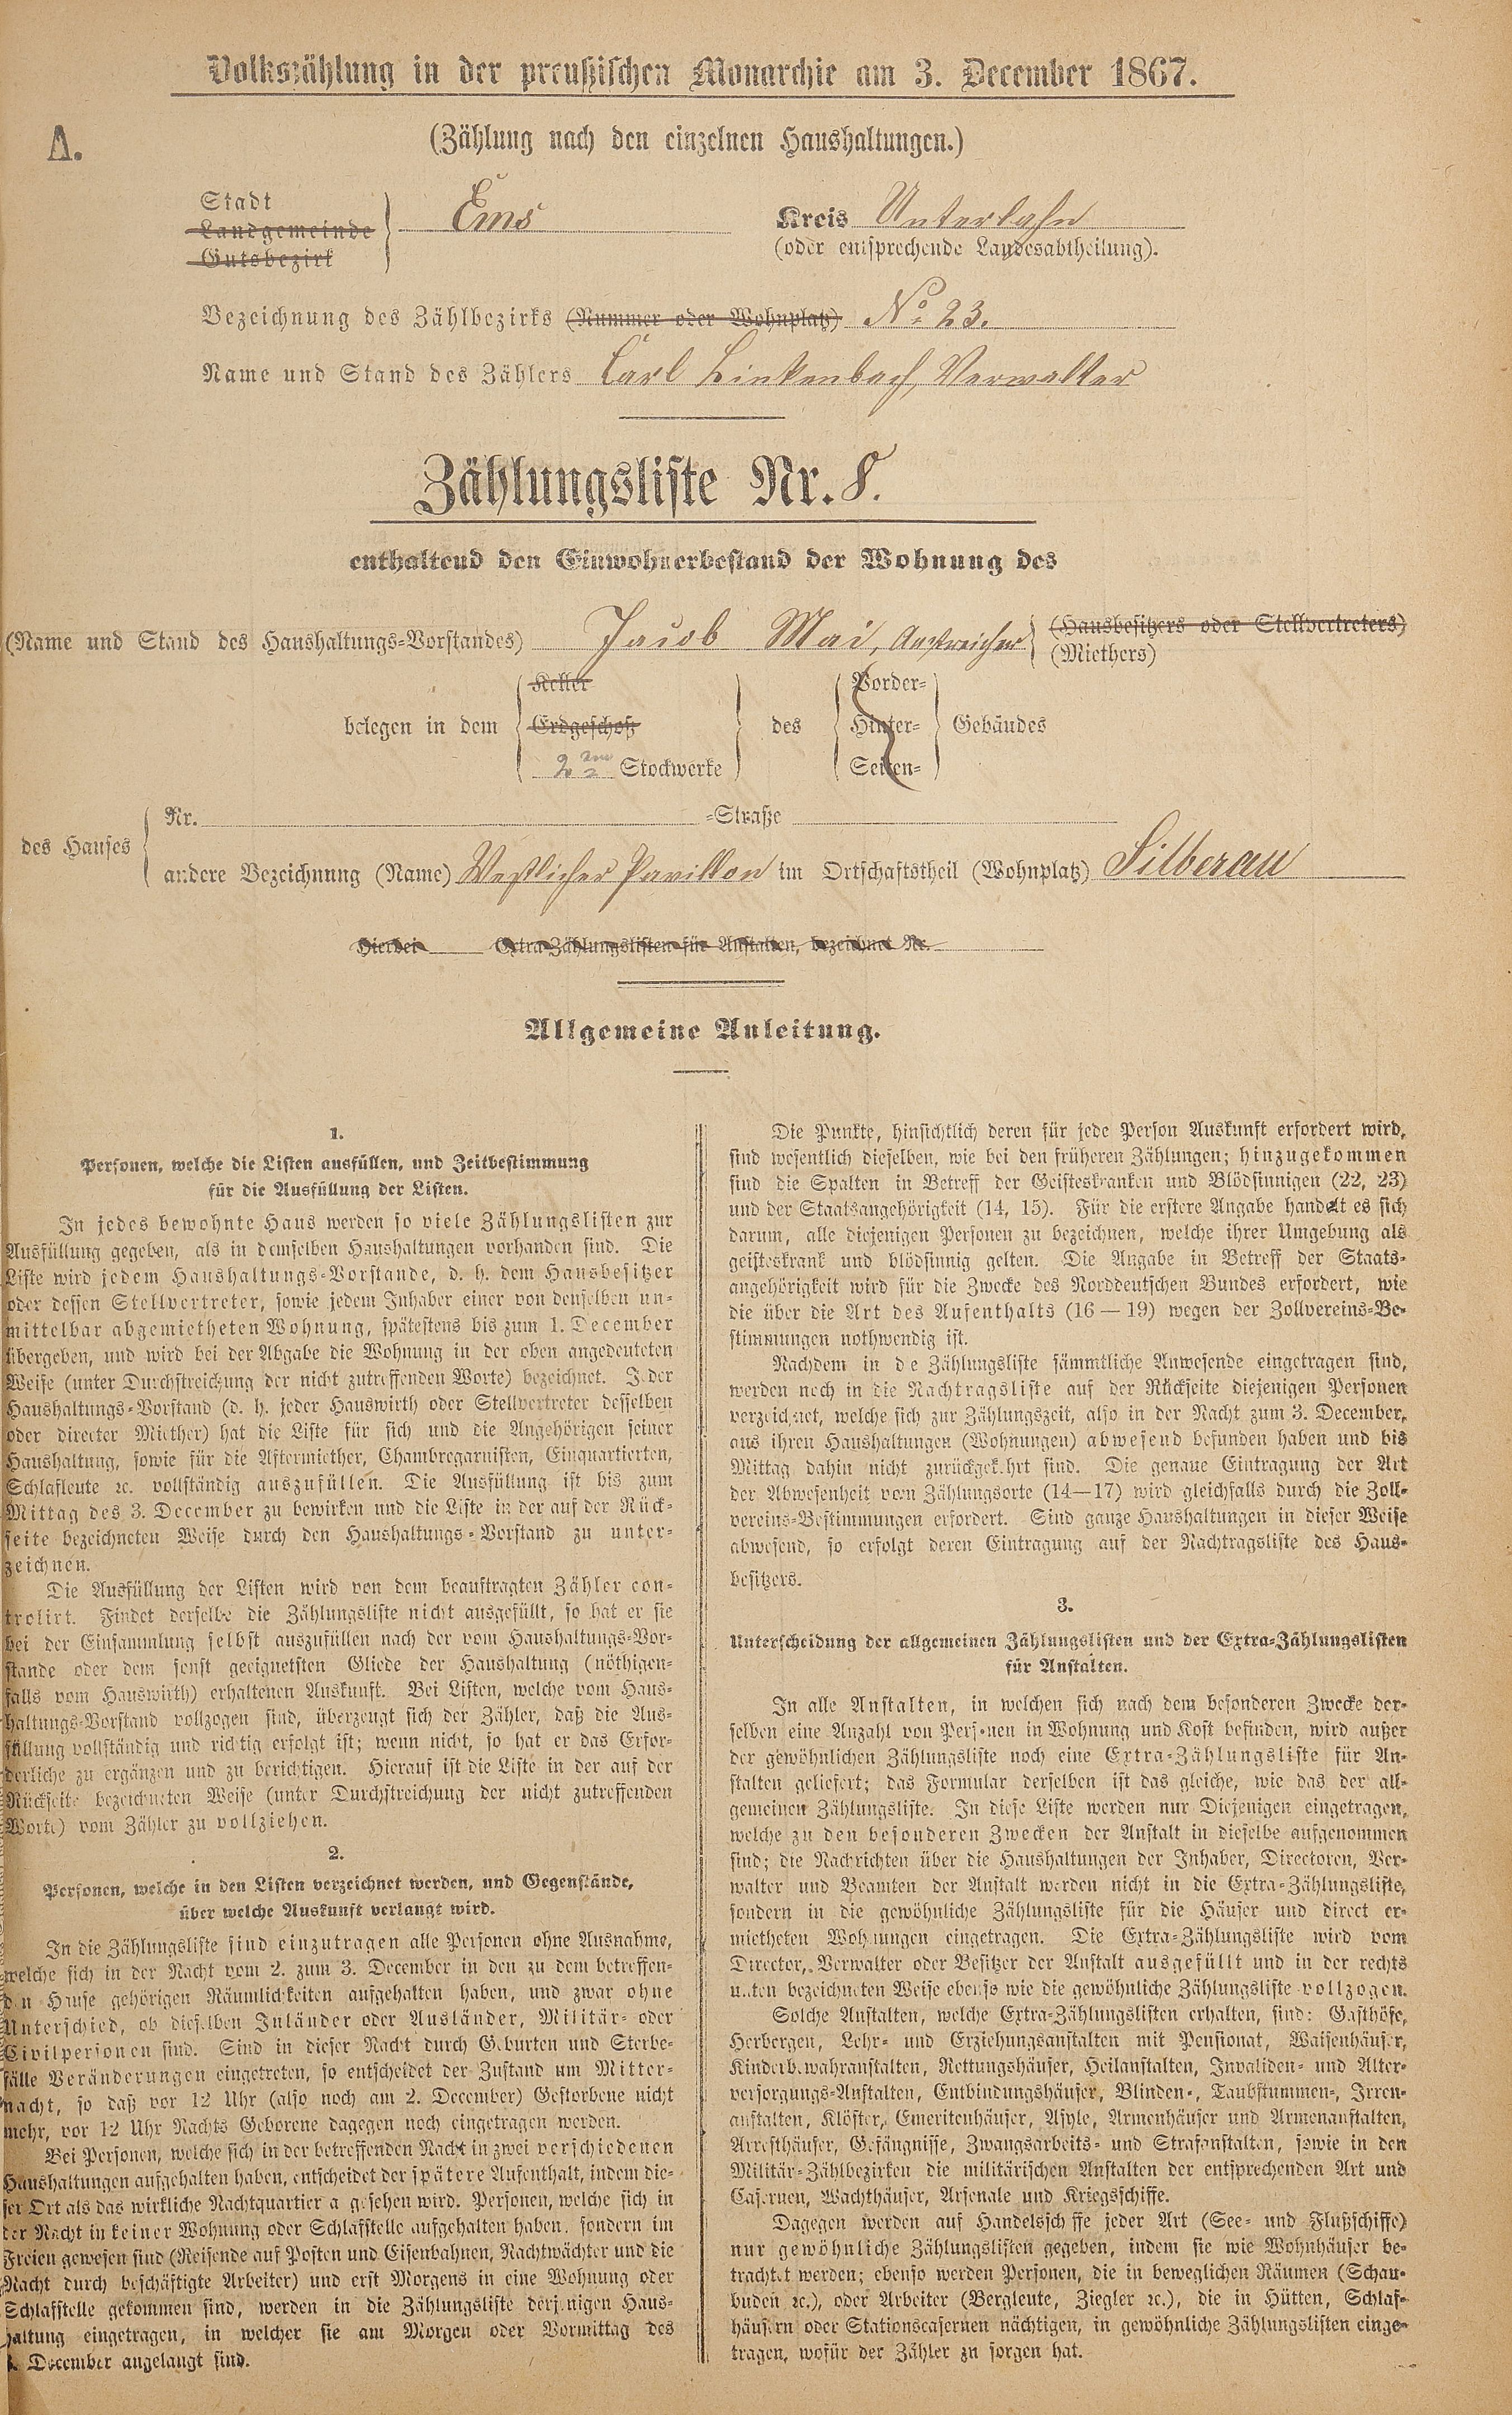 Volkszählung in der preußischen Monarchie am 3. December 1867.
A.
(Zählung nach den einzelnen Haushaltungen.)
Stadt
Landgemeinde
Gutsbezirk
Ems
Kreis Unterlahn
(oder entsprechende Landesabtheilung).
Bezeichnung des Zählbezirks (Nummer oder Wohnplatz) No 23.
Name und Stand des Zählers Carl Linkenbach, Verwalter
Zählungsliste Nr. 8.
enthaltend den Einwohnerbestand der Wohnung des
(Name und Stand des Haushaltungs-Vorstandes) Jacob Mai, Anstreicher
(Hausbesitzers oder Stellvertreters)
(Miethers)
belegen in dem
Keller
Erdgeschoß
2ten Stockwerke
des
Vorder-
Hinter-
Seiten-
Gebäudes
des Hauses
Nr. -Straße
andere Bezeichnung (Name) Westlicher Pavillon im Ortschaftstheil (Wohnplatz) Silberau
Hierbei Extra-Zählungslisten für Anstalten, bezeichnet Nr.
Allgemeine Anleitung.
1.
Personen, welche die Listen ausfüllen, und Zeitbestimmung
für die Ausfüllung der Listen.
In jedes bewohnte Haus werden so viele Zählungslisten zur
Ausfüllung gegeben, als in demselben Haushaltungen vorhanden sind. Die
Liste wird jedem Haushaltungs-Vorstande, d. h. dem Hausbesitzer
oder dessen Stellvertreter, sowie jedem Inhaber einer von denselben un-
mittelbar abgemietheten Wohnung, spätestens bis zum 1. December
übergeben, und wird bei der Abgabe die Wohnung in der oben angedeuteten
Weise (unter Durchstreichung der nicht zutreffenden Worte) bezeichnet. Jeder
Haushaltungs-Vorstand (d. h. jeder Hauswirth oder Stellvertreter desselben
oder directer Miether) hat die Liste für sich und die Angehörigen seiner
Haushaltung, sowie für die Aftermiether, Chambregarnisten, Einquartierten,
Schlafleute ꝛc. vollständig auszufüllen. Die Ausfüllung ist bis zum
Mittag des 3. December zu bewirken und die Liste in der auf der Rück-
seite bezeichneten Weise durch den Haushaltungs-Vorstand zu unter-
zeichnen.
Die Ausfüllung der Listen wird von dem beauftragten Zähler con-
trolirt. Findet derselbe die Zählungsliste nicht ausgefüllt, so hat er sie
bei der Einsammlung selbst auszufüllen nach der vom Haushaltungs-Vor-
stande oder dem sonst geeignetsten Gliede der Haushaltung (nöthigen-
falls vom Hauswirth) erhaltenen Auskunft. Bei Listen, welche vom Haus-
haltungs-Vorstand vollzogen sind, überzeugt sich der Zähler, daß die Aus-
füllung vollständig und richtig erfolgt ist; wenn nicht, so hat er das Erfor-
derliche zu ergänzen und zu berichtigen. Hierauf ist die Liste in der auf der
Rückseite bezeichneten Weise (unter Durchstreichung der nicht zutreffenden
Worte) vom Zähler zu vollziehen.
2.
Personen, welche in den Listen verzeichnet werden, und Gegenstände,
über welche Auskunft verlangt wird.
In die Zählungsliste sind einzutragen alle Personen ohne Ausnahme,
welche sich in der Nacht vom 2. zum 3. December in den zu dem betreffen-
den Hause gehörigen Räumlichkeiten aufgehalten haben, und zwar ohne
Unterschied, ob dieselben Inländer oder Ausländer, Militär- oder
Civilpersonen sind. Sind in dieser Nacht durch Geburten und Sterbe-
fälle Veränderungen eingetreten, so entscheidet der Zustand um Mitter-
nacht, so daß vor 12 Uhr (also noch am 2. December) Gestorbene nicht
mehr, vor 12 Uhr Nachts Geborene dagegen noch eingetragen werden.
Bei Personen, welche sich in der betreffenden Nacht in zwei verschiedenen
Haushaltungen aufgehalten haben, entscheidet der spätere Aufenthalt, indem die-
ser Ort als das wirkliche Nachtquartier angesehen wird. Personen, welche sich in
der Nacht in keiner Wohnung oder Schlafstelle aufgehalten haben, sondern im
Freien gewesen sind (Reisende auf Posten und Eisenbahnen, Nachtwächter und die
Nacht durch beschäftigte Arbeiter) und erst Morgens in eine Wohnung oder
Schlafstelle gekommen sind, werden in die Zählungsliste derjenigen Haus-
haltung eingetragen, in welcher sie am Morgen oder Vormittag des
3. December angelangt sind.
Die Punkte, hinsichtlich deren für jede Person Auskunft erfordert wird,
sind wesentlich dieselben, wie bei den früheren Zählungen; hinzugekommen
sind die Spalten in Betreff der Geisteskranken und Blödsinnigen (22, 23)
und der Staatsangehörigkeit (14, 15). Für die erstere Angabe handelt es sich
darum, alle diejenigen Personen zu bezeichnen, welche ihrer Umgebung als
geisteskrank und blödsinnig gelten. Die Angabe in Betreff der Staats-
angehörigkeit wird für die Zwecke des Norddeutschen Bundes erfordert, wie
die über die Art des Aufenthalts (16 — 19) wegen der Zollvereins-Be-
stimmungen nothwendig ist.
Nachdem in die Zählungsliste sämmtliche Anwesende eingetragen sind,
werden noch in die Nachtragsliste auf der Rückseite diejenigen Personen
verzeichnet, welche sich zur Zählungszeit, also in der Nacht zum 3. December,
aus ihren Haushaltungen (Wohnungen) abwesend befunden haben und bis
Mittag dahin nicht zurückgekehrt sind. Die genaue Eintragung der Art
der Abwesenheit vom Zählungsorte (14—17) wird gleichfalls durch die Zoll-
vereins-Bestimmungen erfordert. Sind ganze Haushaltungen in dieser Weise
abwesend, so erfolgt deren Eintragung auf der Nachtragsliste des Haus-
besitzers.
3.
Unterscheidung der allgemeinen Zählungslisten und der Extra-Zählungslisten
für Anstalten.
In alle Anstalten, in welchen sich nach dem besonderen Zwecke der-
selben eine Anzahl von Personen in Wohnung und Kost befinden, wird außer
der gewöhnlichen Zählungsliste noch eine Extra-Zählungsliste für An-
stalten geliefert; das Formular derselben ist das gleiche, wie das der all-
gemeinen Zählungsliste. In diese Liste werden nur Diejenigen eingetragen,
welche zu den besonderen Zwecken der Anstalt in dieselbe aufgenommen
sind; die Nachrichten über die Haushaltungen der Inhaber, Directoren, Ver-
walter und Beamten der Anstalt werden nicht in die Extra-Zählungsliste,
sondern in die gewöhnliche Zählungsliste für die Häuser und direct er-
mietheten Wohnungen eingetragen. Die Extra-Zählungsliste wird vom
Director, Verwalter oder Besitzer der Anstalt ausgefüllt und in der rechts
unten bezeichneten Weise ebenso wie die gewöhnliche Zählungsliste vollzogen.
Solche Anstalten, welche Extra-Zählungslisten erhalten, sind: Gasthöfe,
Herbergen, Lehr- und Erziehungsanstalten mit Pensionat, Waisenhäuser,
Kinderbewahranstalten, Rettungshäuser, Heilanstalten, Invaliden- und Alter-
versorgungs-Anstalten, Entbindungshäuser, Blinden-, Taubstummen-, Irren-
anstalten, Klöster, Emeritenhäuser, Asyle, Armenhäuser und Armenanstalten,
Arresthäuser, Gefängnisse, Zwangsarbeits- und Strafanstalten, sowie in den
Militär-Zählbezirken die militärischen Anstalten der entsprechenden Art und
Casernen, Wachthäuser, Arsenale und Kriegsschiffe.
Dagegen werden auf Handelsschiffe jeder Art (See- und Flußschiffe)
nur gewöhnliche Zählungslisten gegeben, indem sie wie Wohnhäuser be-
trachtet werden; ebenso werden Personen, die in beweglichen Räumen (Schau-
buden ꝛc.), oder Arbeiter (Bergleute, Ziegler ꝛc.), die in Hütten, Schlaf-
häusern oder Stationscasernen nächtigen, in gewöhnliche Zählungslisten einge-
tragen, wofür der Zähler zu sorgen hat.